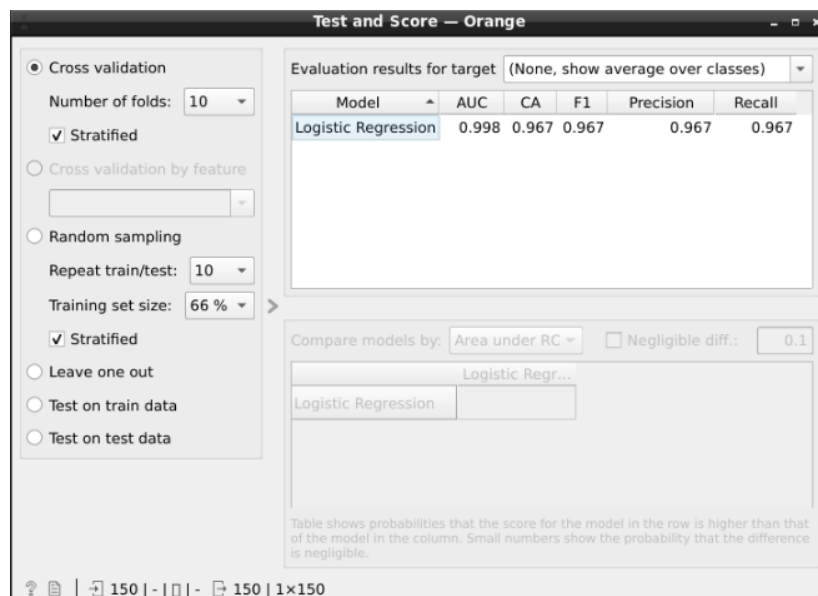 Test and Score — Orange
Cross validation
Number of folds: 10
Stratified
Cross validation by feature
Random sampling
Repeat train/test: 10
Training set size: 66 %
Stratified
Leave one out
Test on train data
Test on test data
Evaluation results for target (None, show average over classes)
Model AUC CA F1 Precision Recall
Logistic Regression 0.998 0.967 0.967 0.967 0.967
Compare models by: Area under RC Negligible diff.: 0.1
Logistic Regr...
Logistic Regression
Table shows probabilities that the score for the model in the row is higher than that
of the model in the column. Small numbers show the probability that the difference
is negligible.
? 150 | - | ▯ | - 150 | 1×150